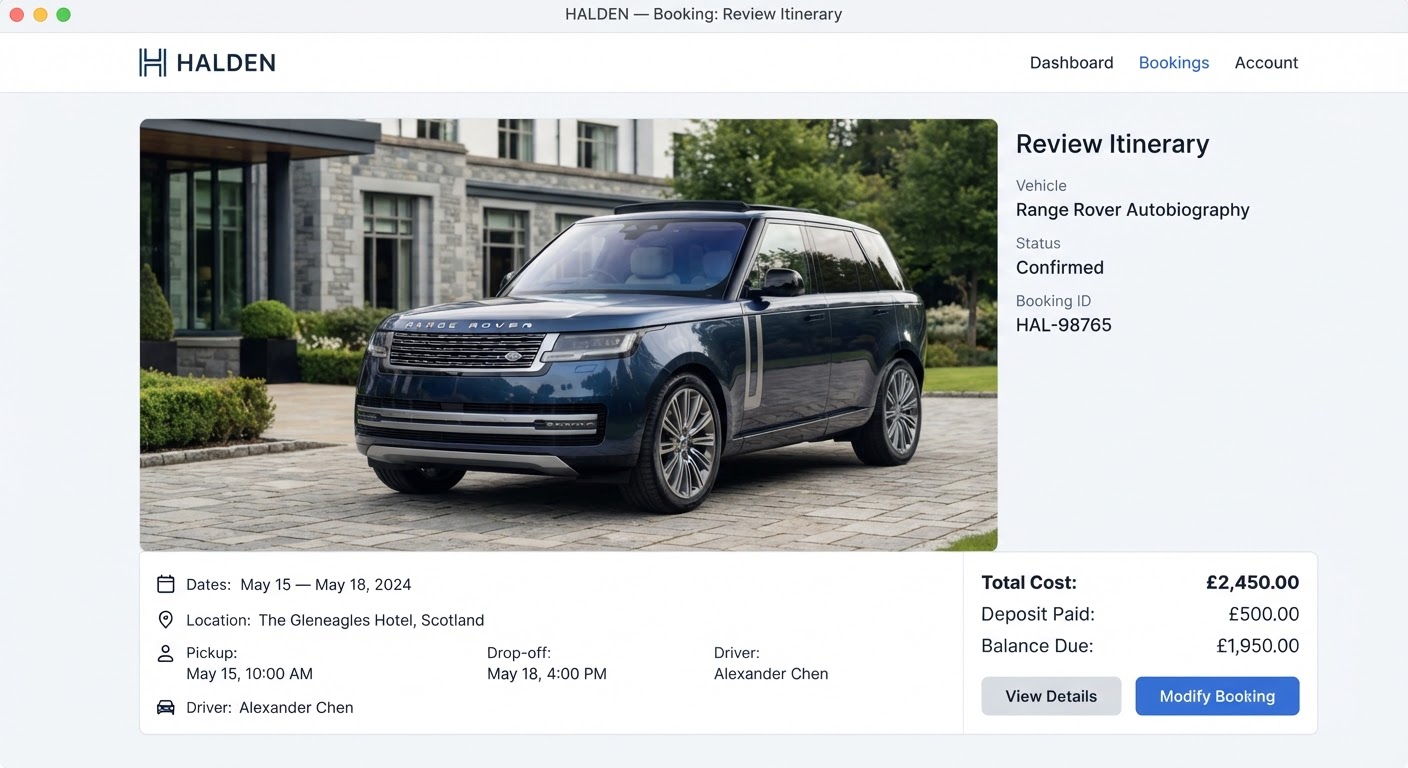 HALDEN — Booking: Review Itinerary
HALDEN
Dashboard Bookings Account
RANGE ROVER
Review Itinerary
Vehicle
Range Rover Autobiography
Status
Confirmed
Booking ID
HAL-98765
Dates: May 15 — May 18, 2024
Location: The Gleneagles Hotel, Scotland
Pickup: Drop-off: Driver:
May 15, 10:00 AM May 18, 4:00 PM Alexander Chen
Driver: Alexander Chen
Total Cost: £2,450.00
Deposit Paid: £500.00
Balance Due: £1,950.00
View Details Modify Booking